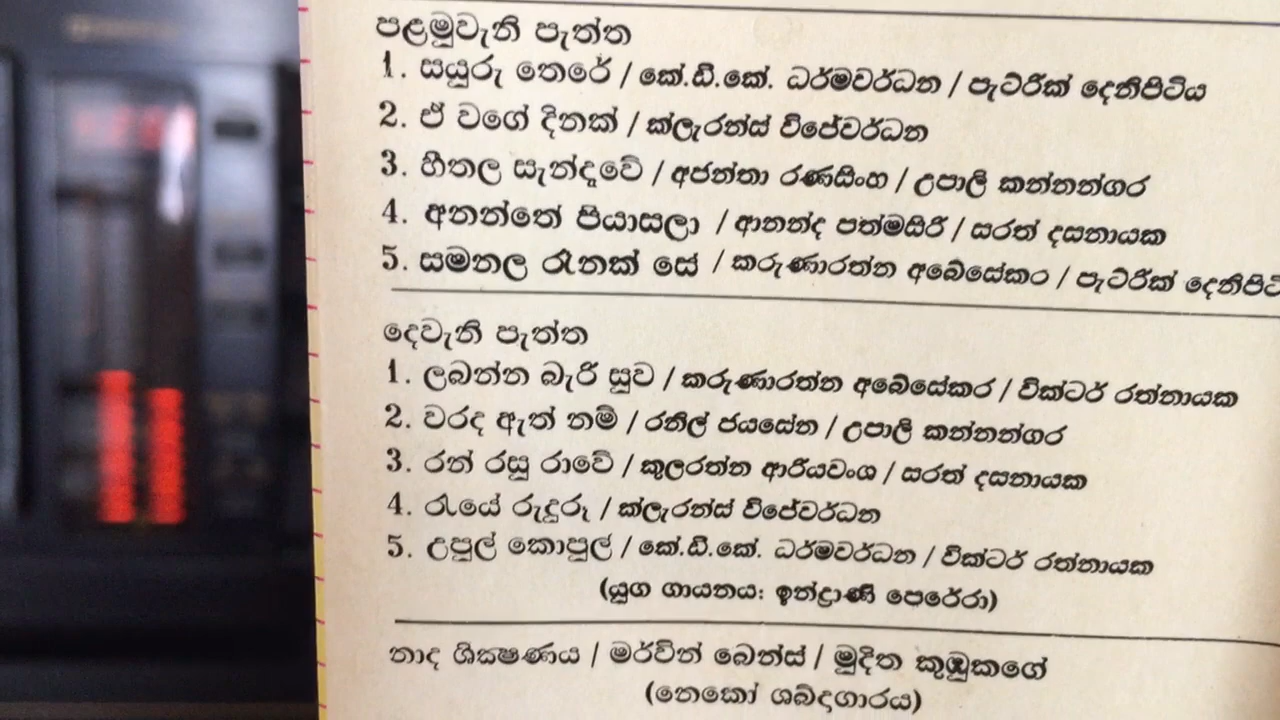 පළමුවැනි පැත්ත
1. සයුරු තෙරේ / කේ.ඩී.කේ. ධර්මවර්ධන / පැට්රික් දෙනිපිටිය
2. ඒ වගේ දිනක් / ක්ලැරන්ස් විජේවර්ධන
3. හීතල සැන්දෑවේ / අජන්තා රණසිංහ / උපාලි කන්නන්ගර
4. අනන්තේ පියාසලා / ආනන්ද පත්මසිරි / සරත් දසනායක
5. සමනල රෑනක් සේ / කරුණාරත්න අබේසේකර / පැට්රික් දෙනිපිටි
දෙවැනි පැත්ත
1. ලබන්න බැරි සුව / කරුණාරත්න අබේසේකර / වික්ටර් රත්නායක
2. වරද ඇත් නම් / රනිල් ජයසේන / උපාලි කන්නන්ගර
3. රන් රසු රාවේ / කුලරත්න ආරියවංශ / සරත් දසනායක
4. රැයේ රුදුරු / ක්ලැරන්ස් විජේවර්ධන
5. උපුල් කොපුල් / කේ.ඩී.කේ. ධර්මවර්ධන / වික්ටර් රත්නායක
(යුග ගායනය: ඉන්ද්‍රාණි පෙරේරා)
නාද ශික්ෂණය / මර්වින් බෙන්ස් / මුදිත කුඹුකගේ
(නෙකෝ ශබ්දාගාරය)